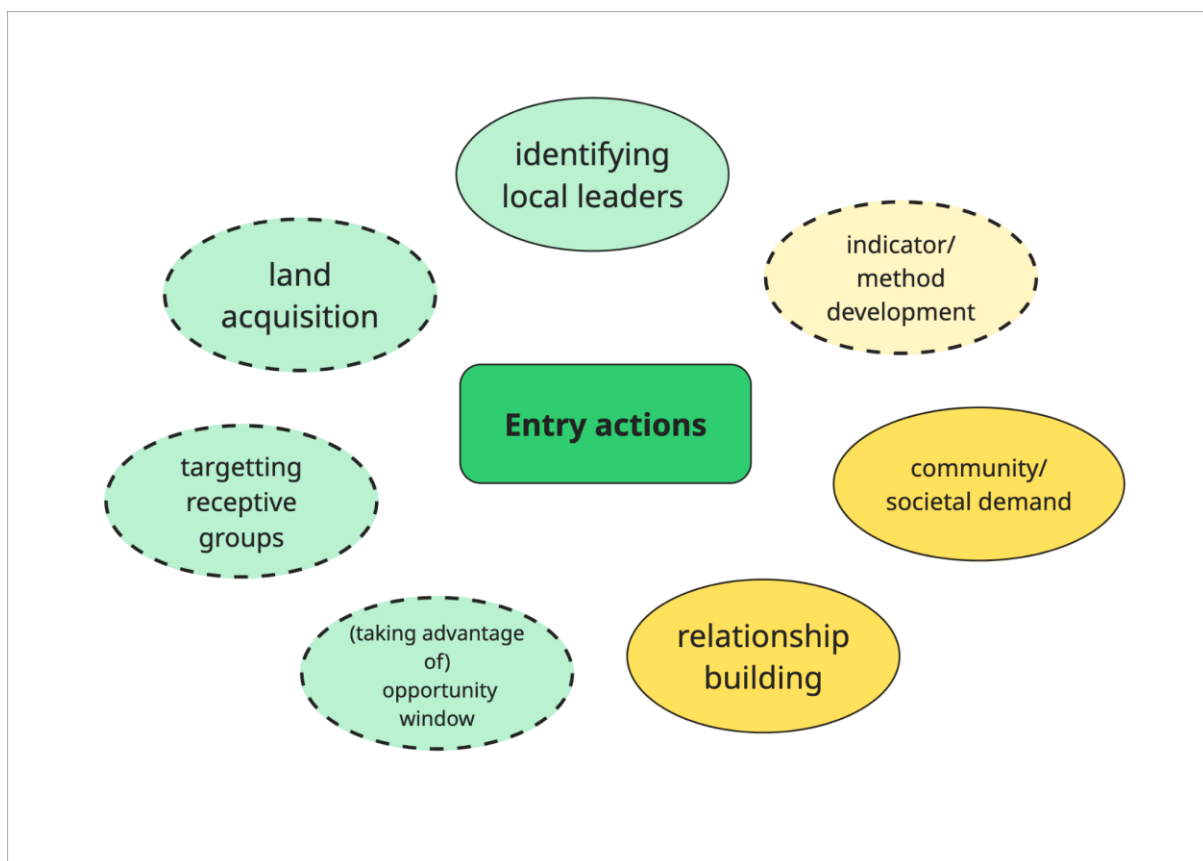 identifying
local leaders
indicator/
method
development
land
acquisition
Entry actions
community/
societal demand
targetting
receptive
groups
relationship
building
(taking advantage
of)
opportunity
window